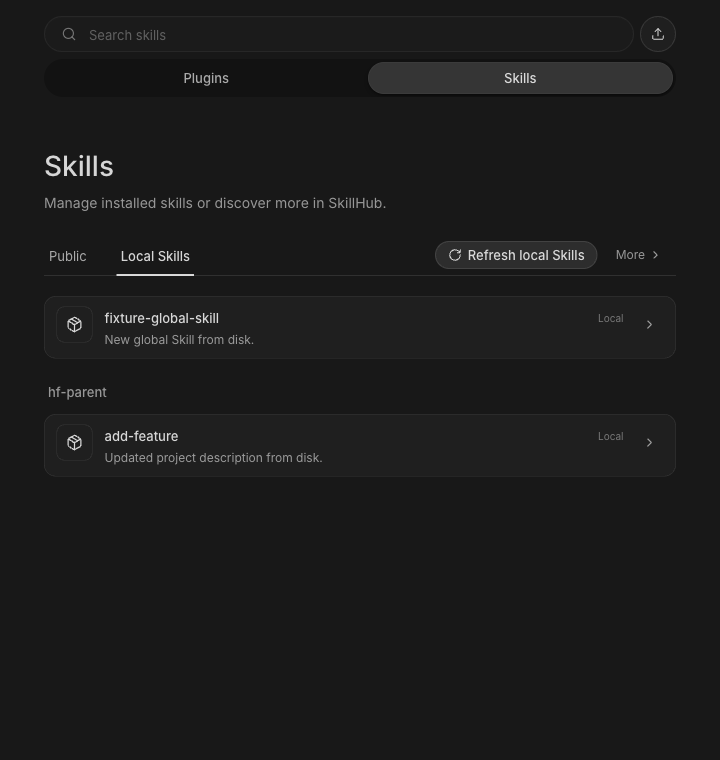 Search skills
Plugins
Skills
Skills
Manage installed skills or discover more in SkillHub.
Public
Local Skills
Refresh local Skills
More
fixture-global-skill
Local
New global Skill from disk.
hf-parent
add-feature
Local
Updated project description from disk.